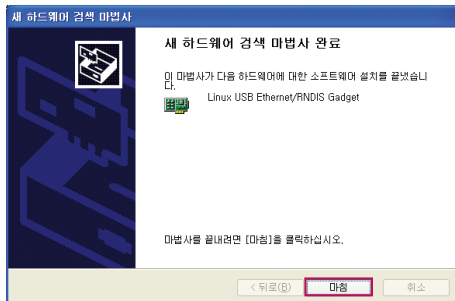 새 하드웨어 검색 마법사
새 하드웨어 검색 마법사 완료
이 마법사가 다음 하드웨어에 대한 소프트웨어 설치를 끝냈습니
다.
Linux USB Ethernet/RNDIS Gadget
마법사를 끝내려면 [마침]을 클릭하십시오.
< 뒤로(B) 마침 취소